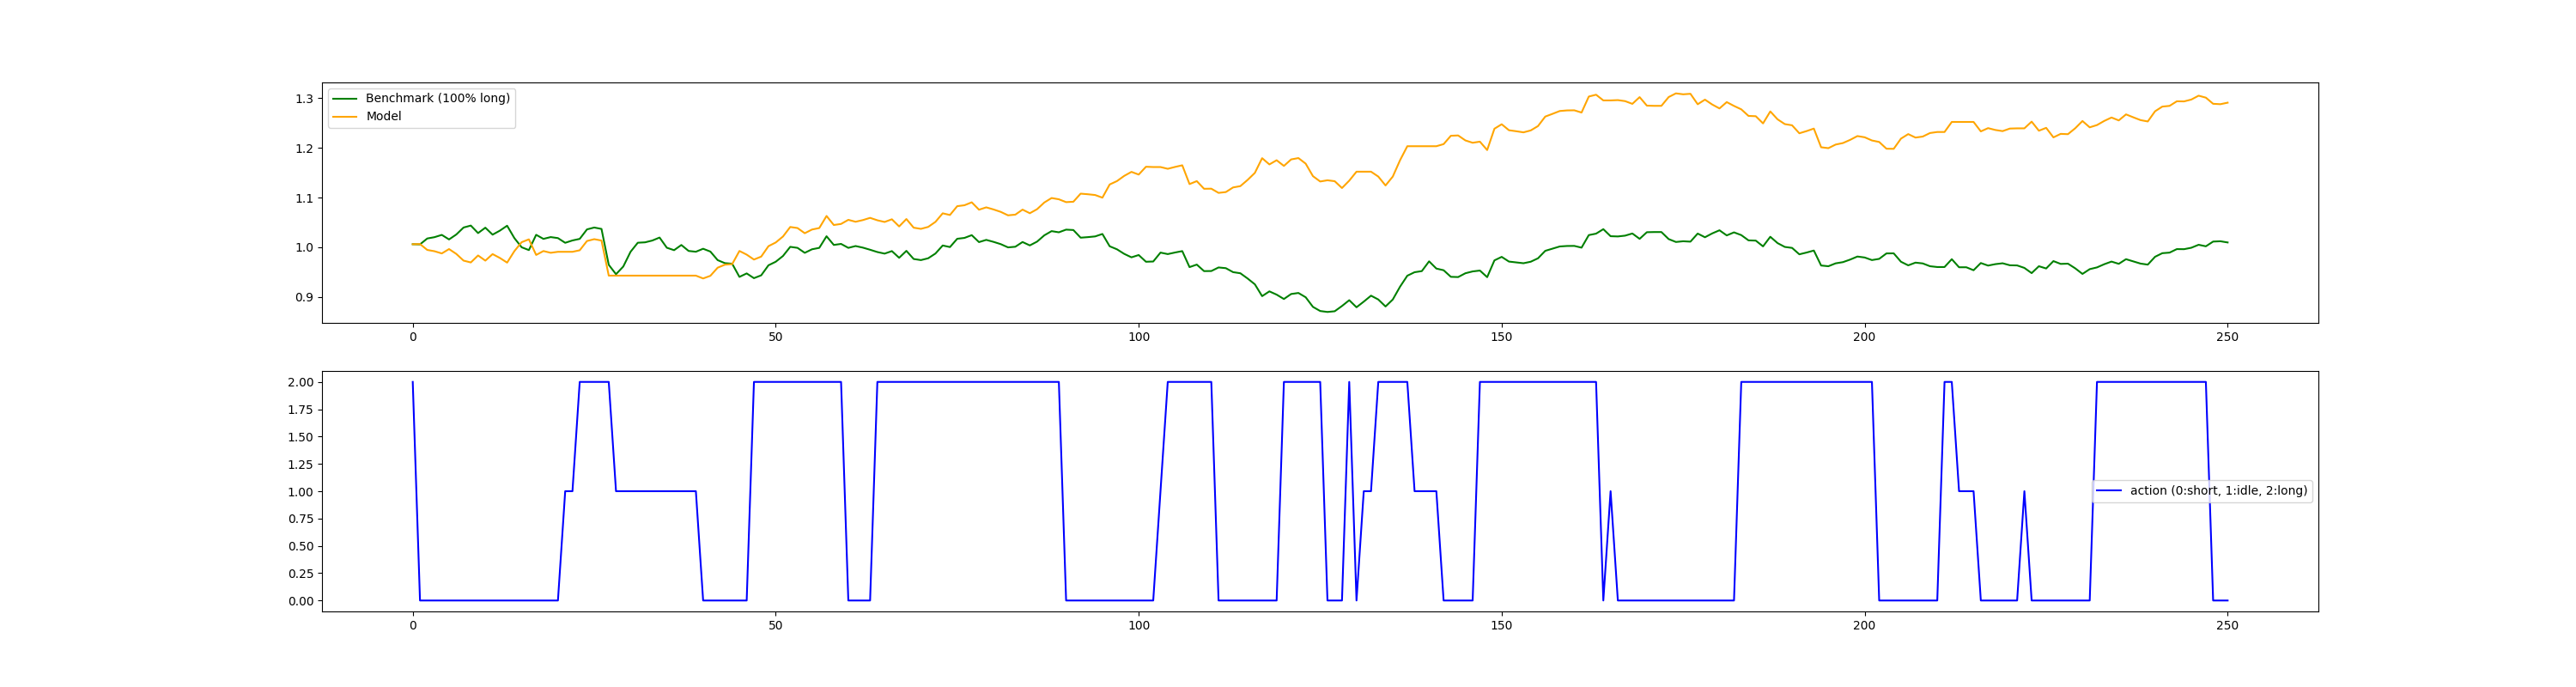 1.3
1.2
1.1
1.0
0.9
Benchmark (100% long)
Model
0 50 100 150 200 250
2.00
1.75
1.50
1.25
1.00
0.75
0.50
0.25
0.00
action (0:short, 1:idle, 2:long)
0 50 100 150 200 250